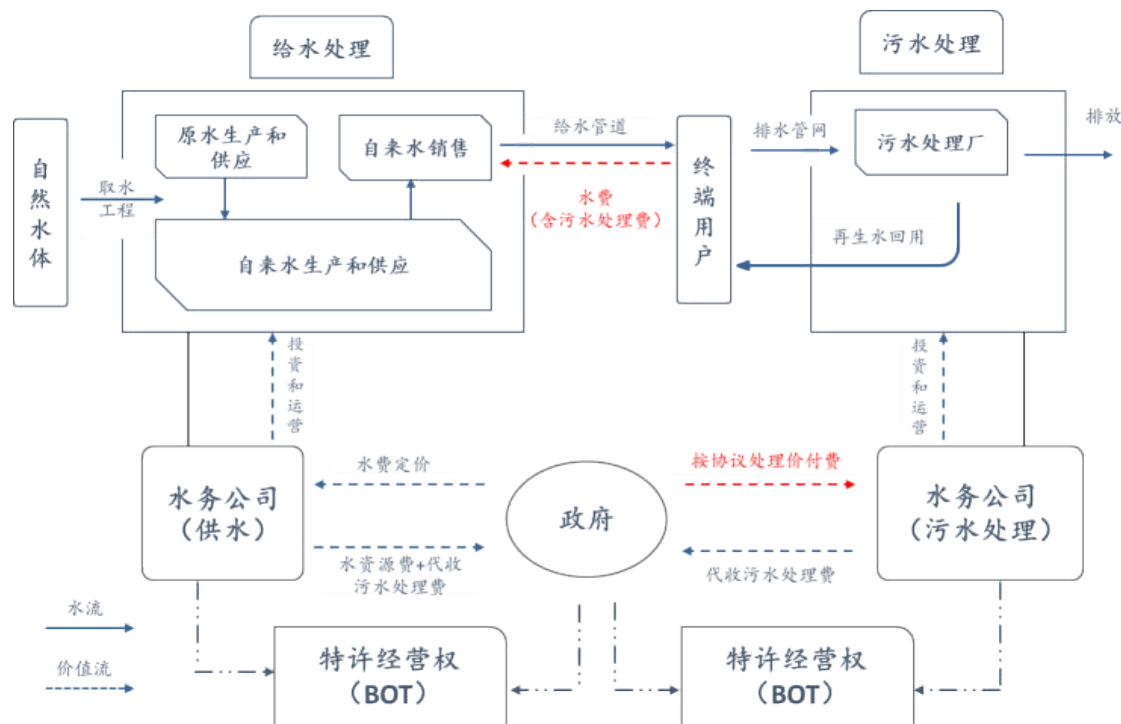 给水处理
污水处理
原水生产和
供应
自来水销售
给水管道
排水管网
污水处理厂
排放
自然水体
取水
工程
水费
（含污水处理费）
终端用户
再生水回用
自来水生产和供应
投资和运营
投资和运营
水务公司
（供水）
水费定价
政府
按协议处理价付费
水务公司
（污水处理）
水资源费+代收
污水处理费
代收污水处理费
水流
价值流
特许经营权
（BOT）
特许经营权
（BOT）